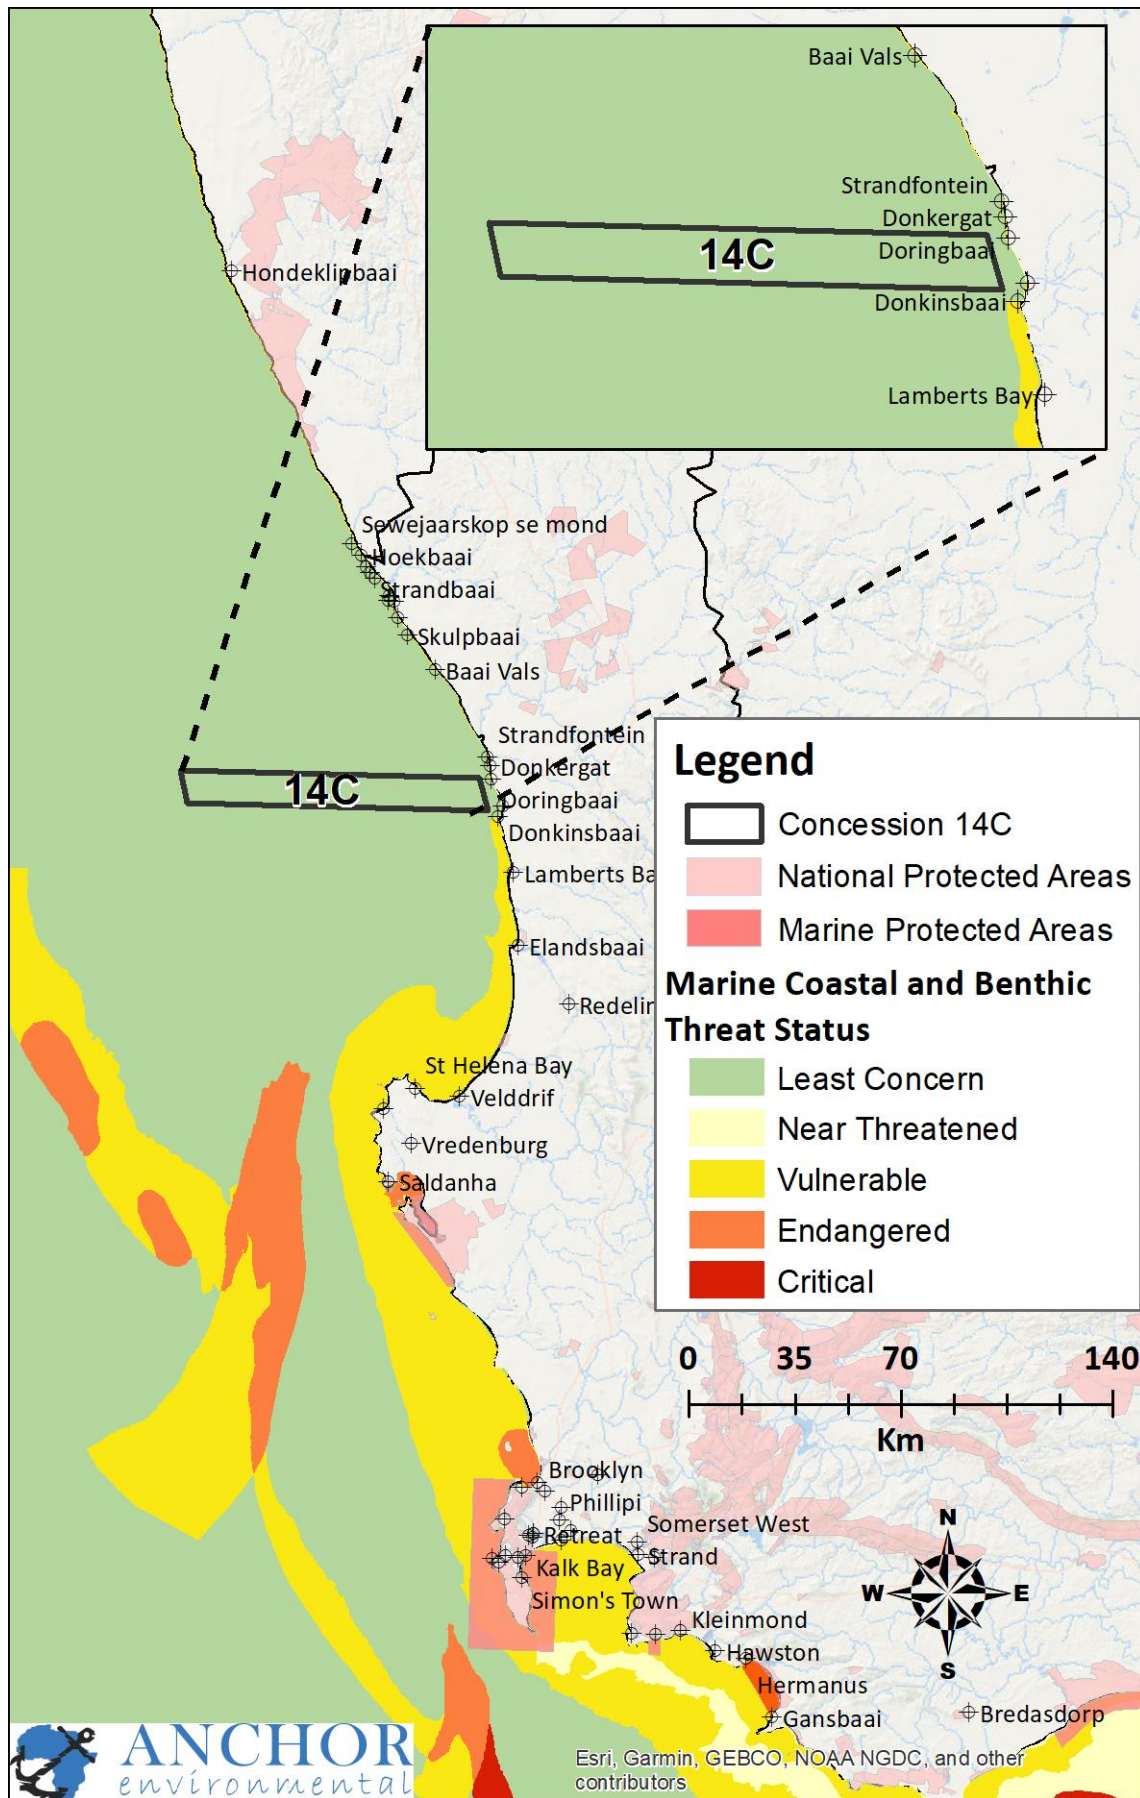 Baai Vals
Strandfontein
Donkergat
14C
Doringbaai
Donkinsbaai
Lamberts Bay
Hondeklipbaai
Sewejaarskop se mond
Hoekbaai
Strandbaai
Skulpbaai
Baai Vals
Strandfontein
Donkergat
14C
Doringbaai
Donkinsbaai
Lamberts Ba
Elandsbaai
Redelin
St Helena Bay
Velddrif
Vredenburg
Saldanha
Legend
Concession 14C
National Protected Areas
Marine Protected Areas
Marine Coastal and Benthic
Threat Status
Least Concern
Near Threatened
Vulnerable
Endangered
Critical
0 35 70 140
Km
Brooklyn
Phillipi
Retreat
Somerset West
Strand
Kalk Bay
Simon's Town
Kleinmond
Hawston
Hermanus
Gansbaai
Bredasdorp
N
W E
S
ANCHOR
environmental
Esri, Garmin, GEBCO, NOAA NGDC, and other
contributors